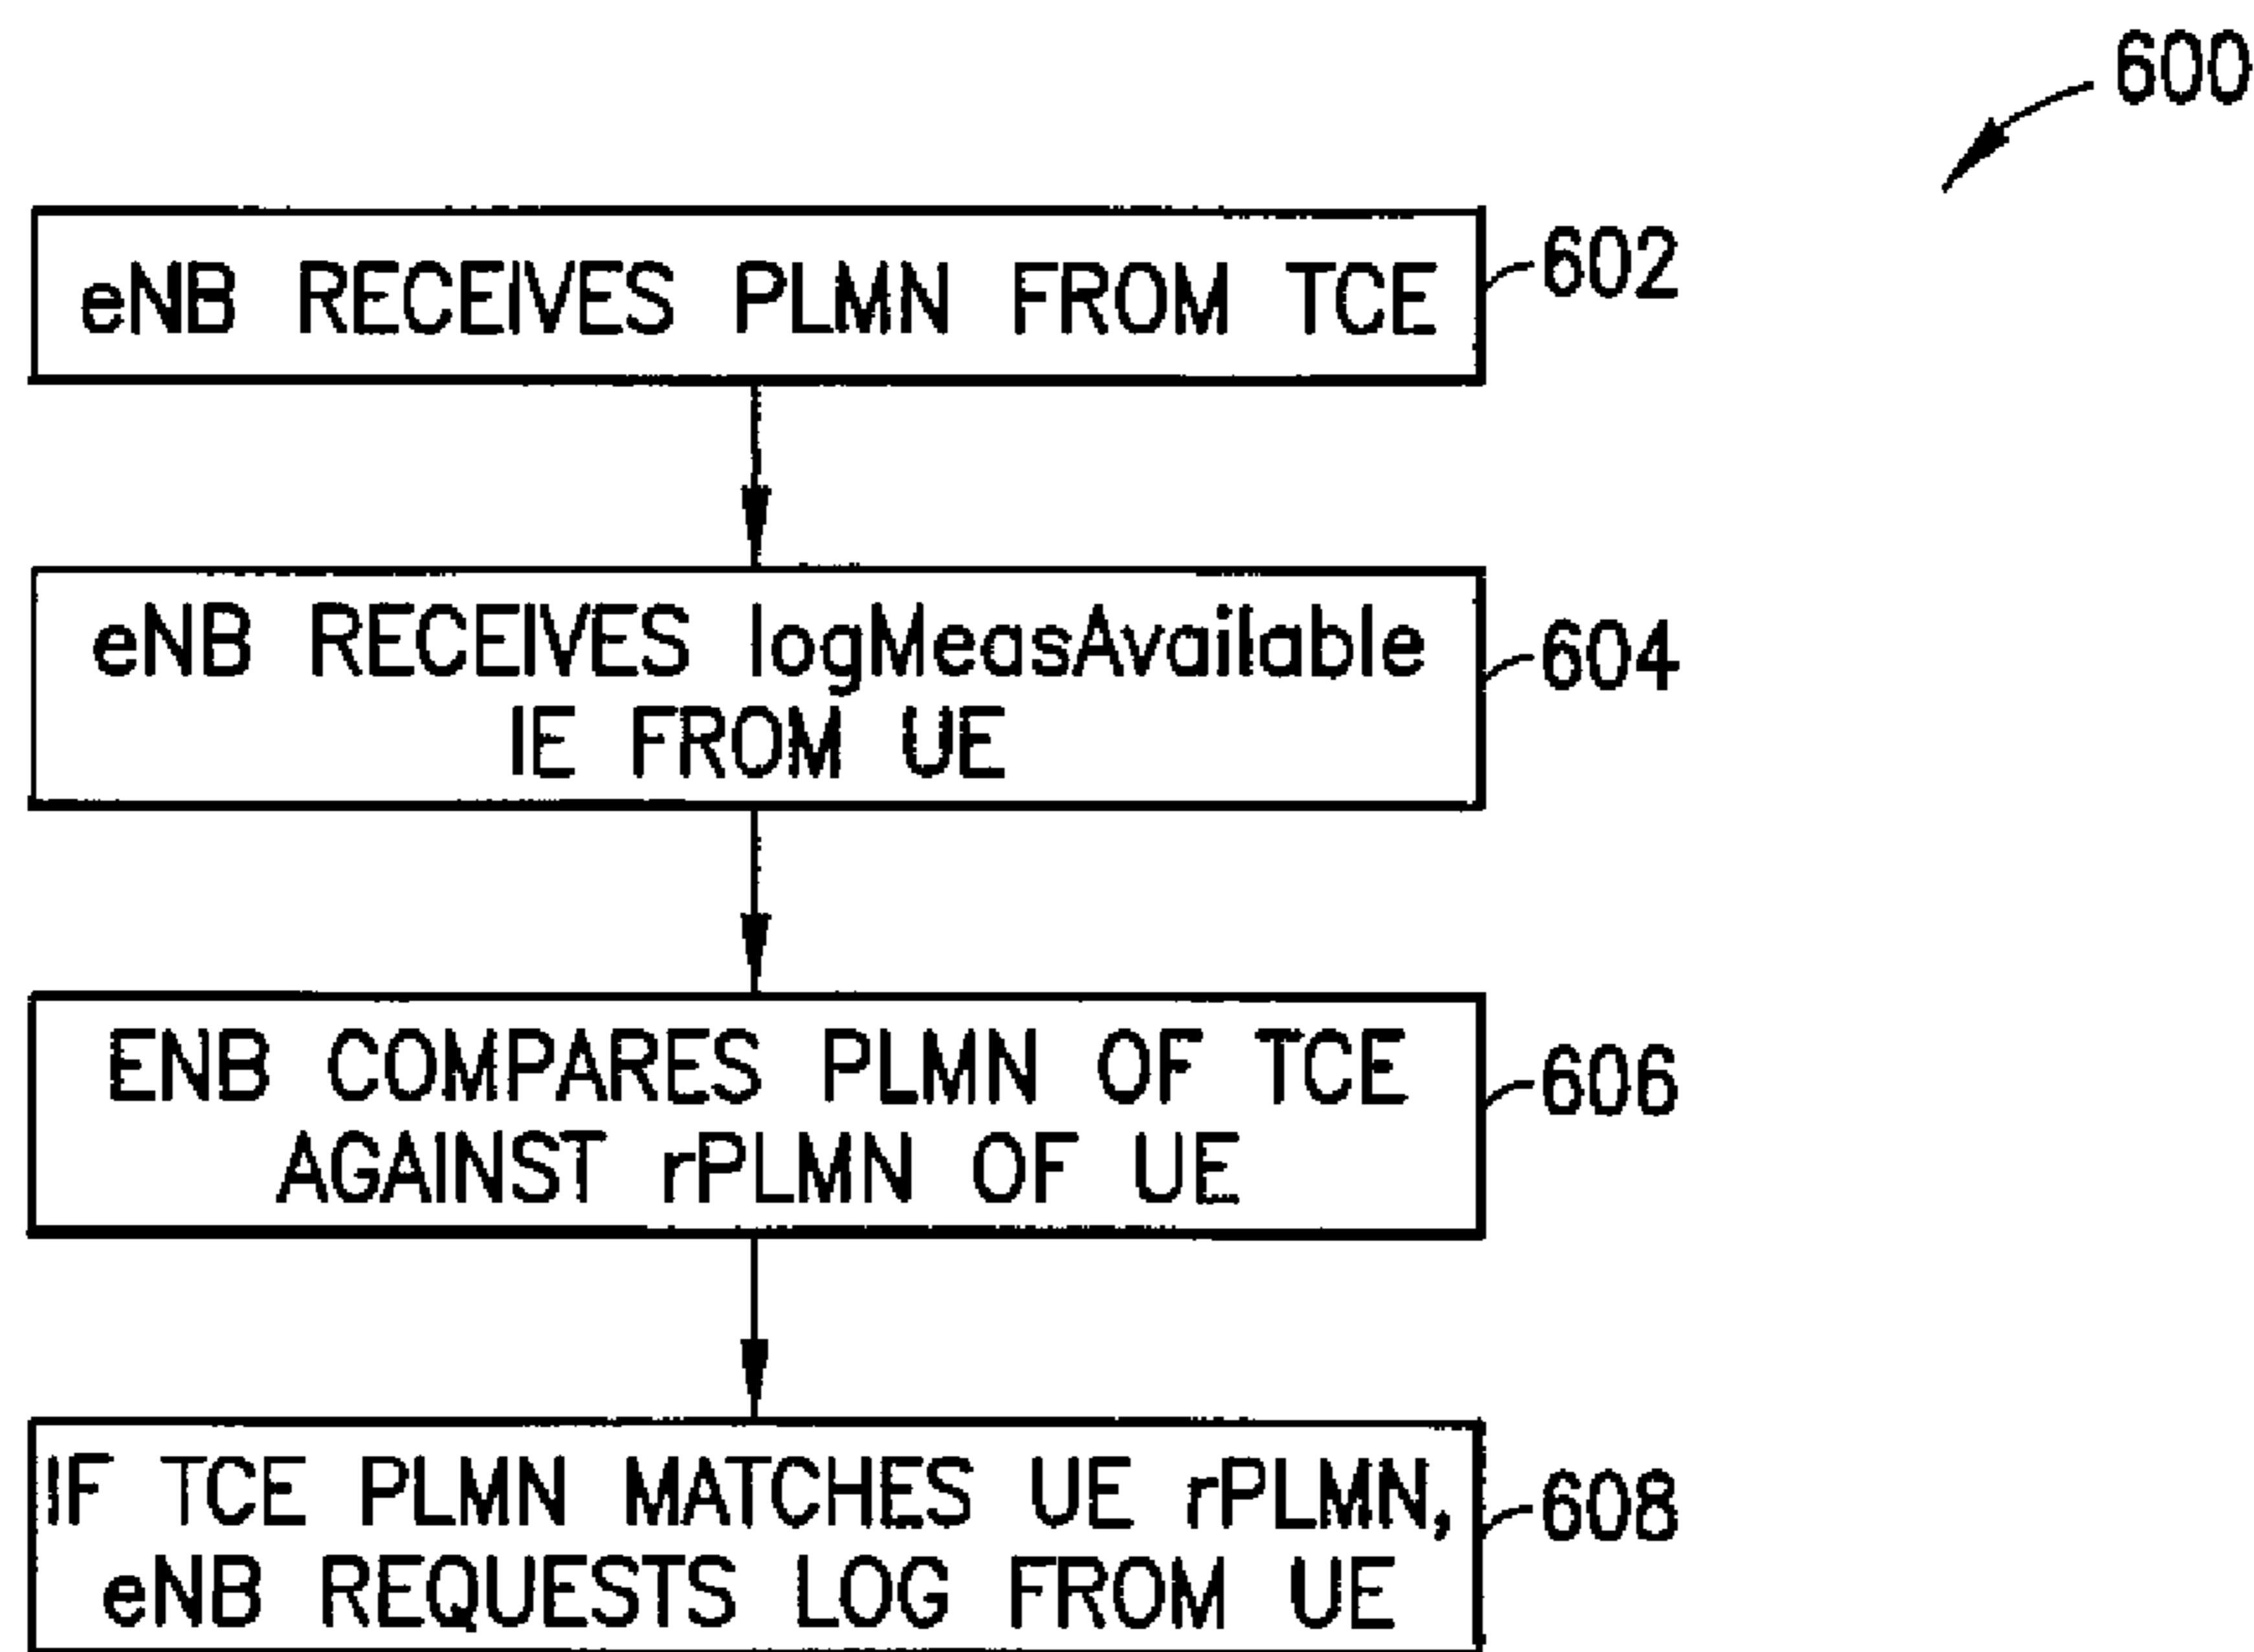 600
eNB RECEIVES PLMN FROM TCE
602
eNB RECEIVES logMeasAvailable
IE FROM UE
604
ENB COMPARES PLMN OF TCE
AGAINST rPLMN OF UE
606
IF TCE PLMN MATCHES UE rPLMN,
eNB REQUESTS LOG FROM UE
608